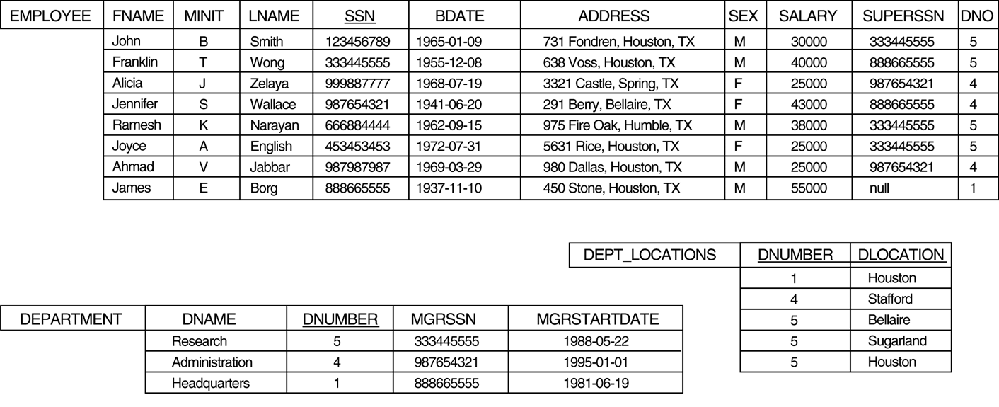 EMPLOYEE FNAME MINIT LNAME SSN BDATE ADDRESS SEX SALARY SUPERSSN DNO
John B Smith 123456789 1965-01-09 731 Fondren, Houston, TX M 30000 333445555 5
Franklin T Wong 333445555 1955-12-08 638 Voss, Houston, TX M 40000 888665555 5
Alicia J Zelaya 999887777 1968-07-19 3321 Castle, Spring, TX F 25000 987654321 4
Jennifer S Wallace 987654321 1941-06-20 291 Berry, Bellaire, TX F 43000 888665555 4
Ramesh K Narayan 666884444 1962-09-15 975 Fire Oak, Humble, TX M 38000 333445555 5
Joyce A English 453453453 1972-07-31 5631 Rice, Houston, TX F 25000 333445555 5
Ahmad V Jabbar 987987987 1969-03-29 980 Dallas, Houston, TX M 25000 987654321 4
James E Borg 888665555 1937-11-10 450 Stone, Houston, TX M 55000 null 1
DEPT_LOCATIONS DNUMBER DLOCATION
1 Houston
4 Stafford
5 Bellaire
5 Sugarland
5 Houston
DEPARTMENT DNAME DNUMBER MGRSSN MGRSTARTDATE
Research 5 333445555 1988-05-22
Administration 4 987654321 1995-01-01
Headquarters 1 888665555 1981-06-19